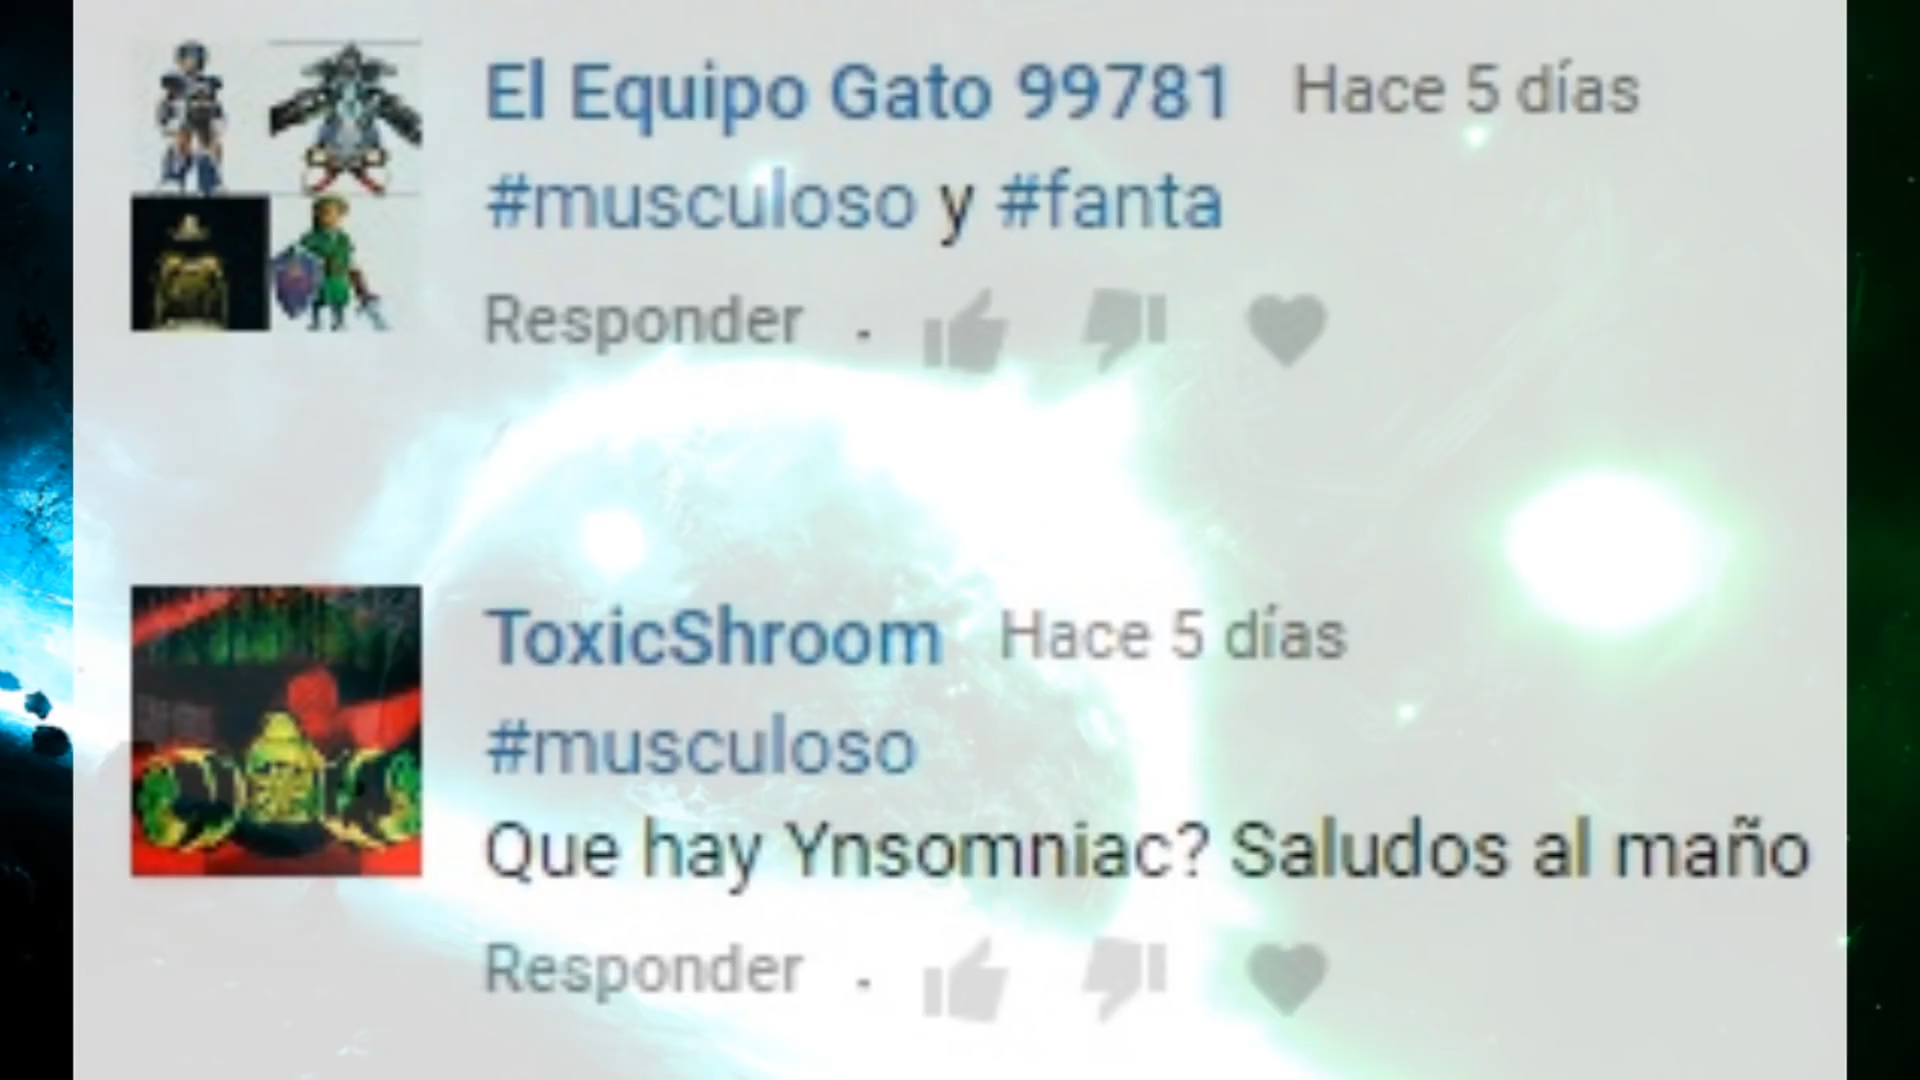 El Equipo Gato 99781 Hace 5 días
#musculoso y #fanta
Responder .
ToxicShroom Hace 5 días
#musculoso
Que hay Ynsomniac? Saludos al maño
Responder .